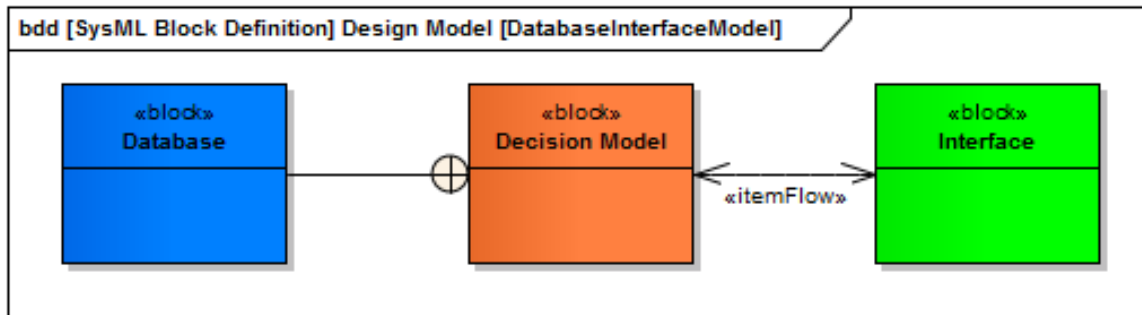 bdd [SysML Block Definition] Design Model [DatabaseInterfaceModel]
«block»
Database
«block»
Decision Model
«block»
Interface
«itemFlow»